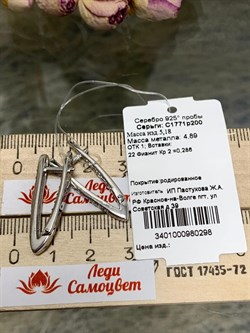 Серебро 925° пробы
Серьги: С1771р200
Масса изд.5,18
Масса металла: 4,89
ОТК 1; Вставки:
22 Фианит Кр 2 н0,286
Покрытие:родированное
Изготовитель ИП Пастухова Ж.А.
РФ Красное-на-Волге пгт, ул
Советская д 39
3401000980298
Цена изд.:
Леди
Самоцвет
Леди
Самоцвет
ГОСТ 17435-72